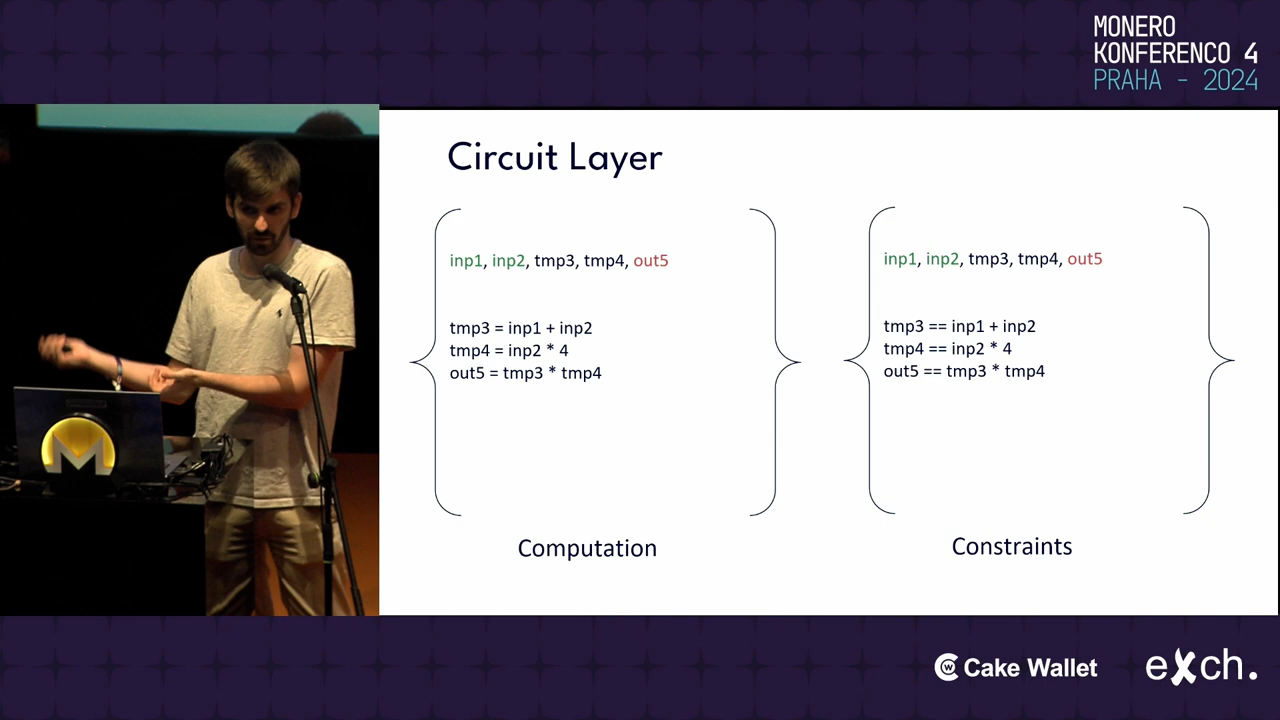 MONERO
KONFERENCO 4
PRAHA - 2024
Circuit Layer
inp1, inp2, tmp3, tmp4, out5
tmp3 = inp1 + inp2
tmp4 = inp2 * 4
out5 = tmp3 * tmp4
Computation
inp1, inp2, tmp3, tmp4, out5
tmp3 == inp1 + inp2
tmp4 == inp2 * 4
out5 == tmp3 * tmp4
Constraints
Cake Wallet
eXch.